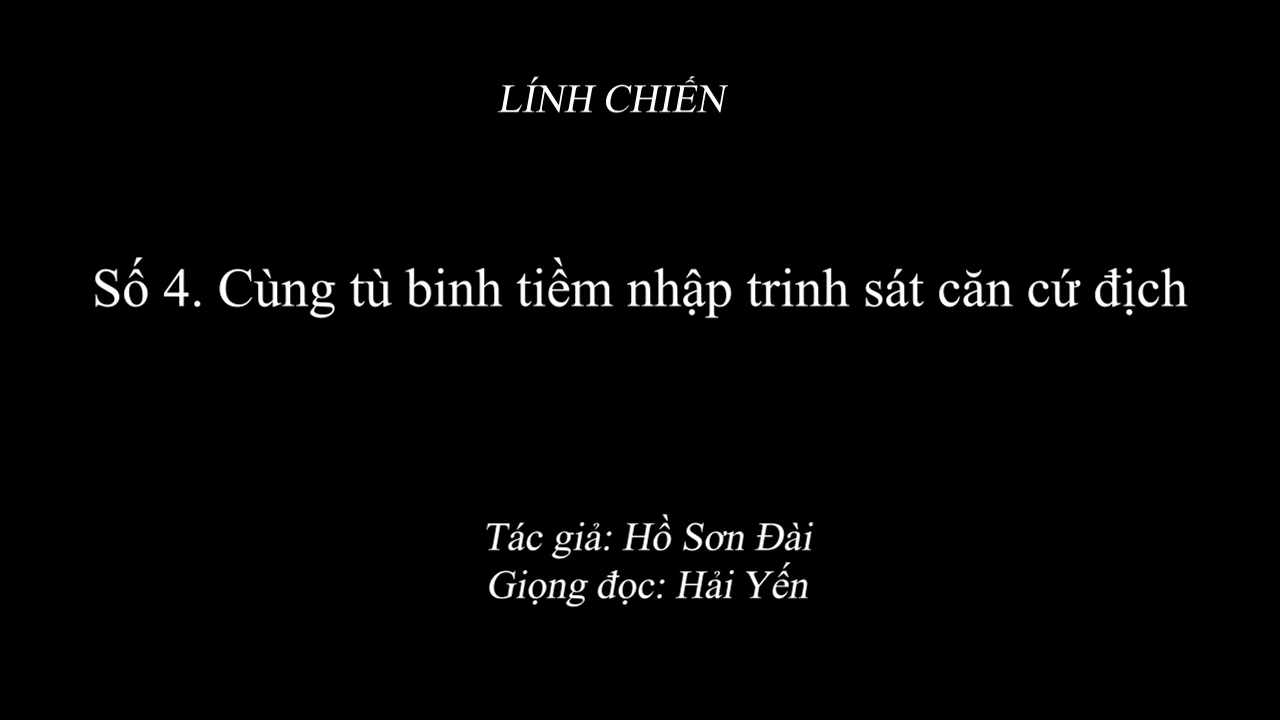 LÍNH CHIẾN
Số 4. Cùng tù binh tiềm nhập trinh sát căn cứ địch
Tác giả: Hồ Sơn Đài
Giọng đọc: Hải Yến